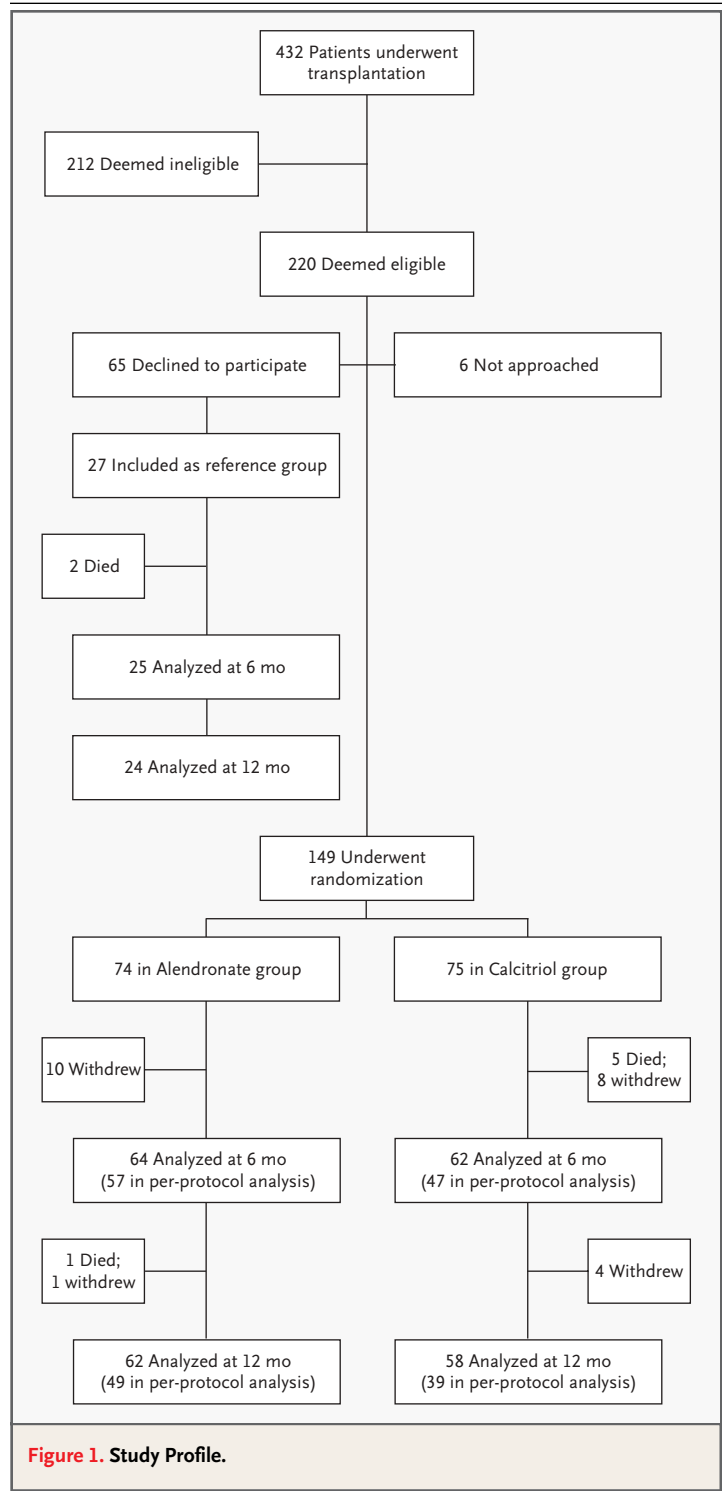 432 Patients underwent
transplantation
212 Deemed ineligible
220 Deemed eligible
65 Declined to participate
6 Not approached
27 Included as reference group
2 Died
25 Analyzed at 6 mo
24 Analyzed at 12 mo
149 Underwent
randomization
74 in Alendronate group
75 in Calcitriol group
10 Withdrew
5 Died;
8 withdrew
64 Analyzed at 6 mo
(57 in per-protocol analysis)
62 Analyzed at 6 mo
(47 in per-protocol analysis)
1 Died;
1 withdrew
4 Withdrew
62 Analyzed at 12 mo
(49 in per-protocol analysis)
58 Analyzed at 12 mo
(39 in per-protocol analysis)
Figure 1. Study Profile.